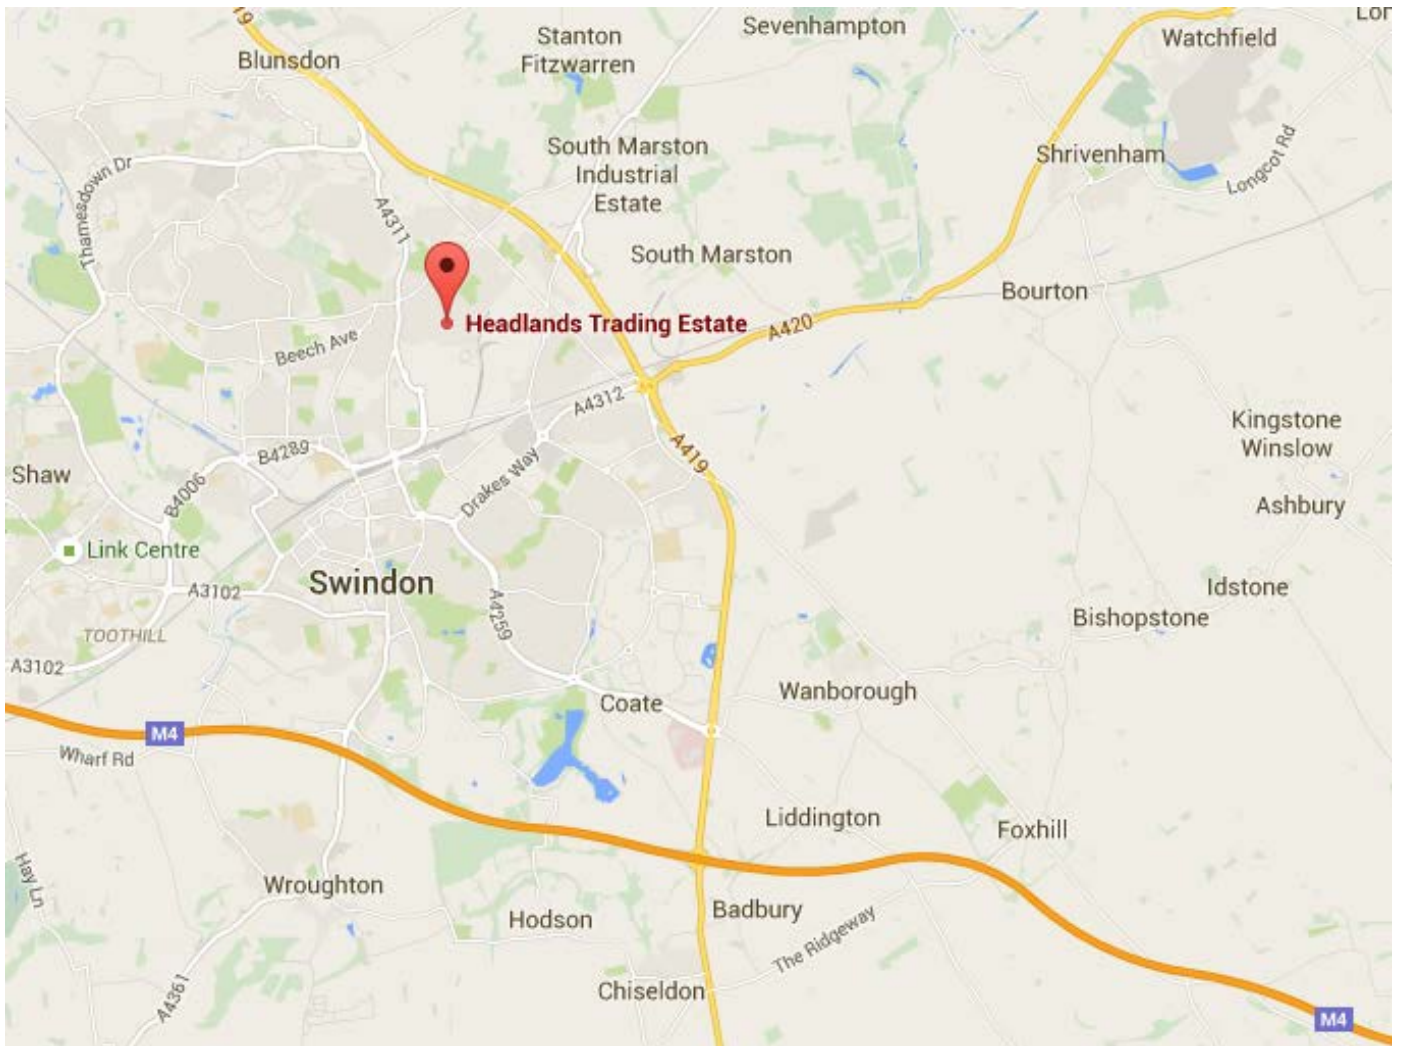 19
Sevenhampton
Stanton
Fitzwarren
Watchfield
Blunsdon
South Marston
Industrial
Estate
Shrivenham
Longcot Rd
Thamesdown Dr
A4311
South Marston
Bourton
Headlands Trading Estate
A420
Beech Ave
A4312
Kingstone
Winslow
A419
B4289
Drakes Way
Shaw
B4006
Ashbury
Link Centre
Swindon
A3102
Idstone
A4259
Bishopstone
TOOTHILL
A3102
Wanborough
Coate
M4
Wharf Rd
Liddington
Foxhill
Hay Ln
Wroughton
Badbury
Hodson
The Ridgeway
Chiseldon
A4361
M4